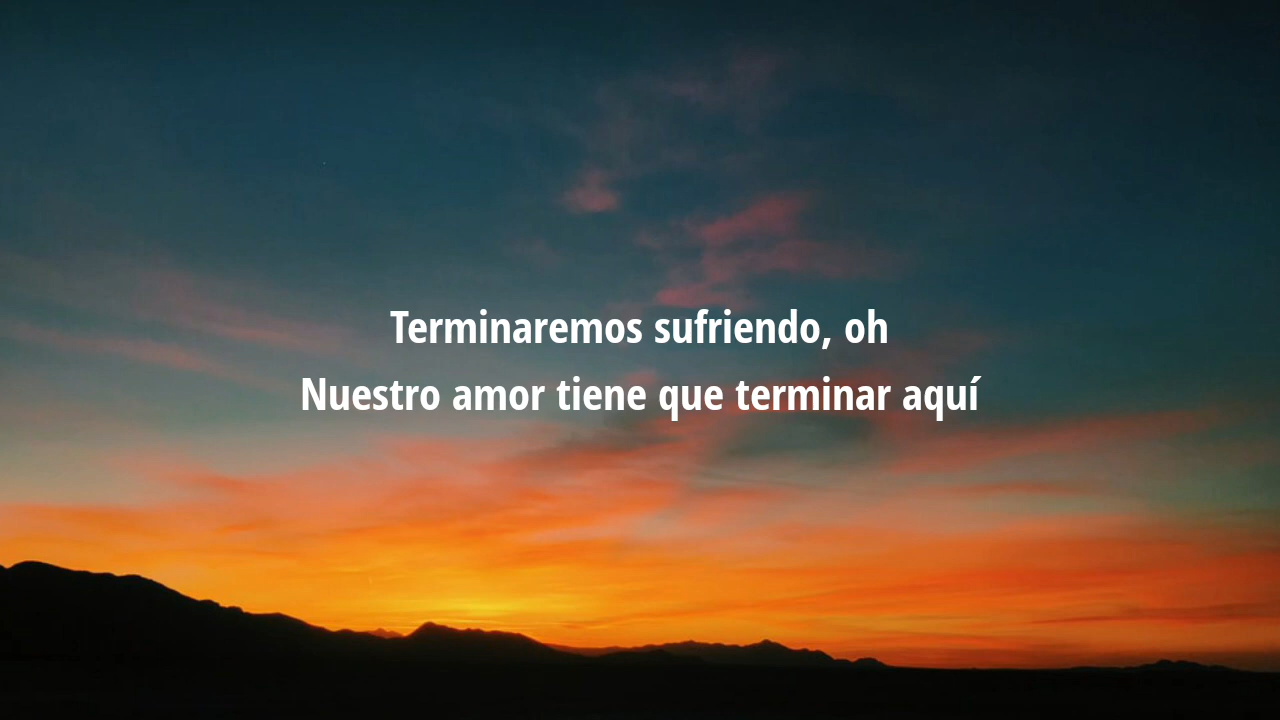 Terminaremos sufriendo, oh
Nuestro amor tiene que terminar aquí